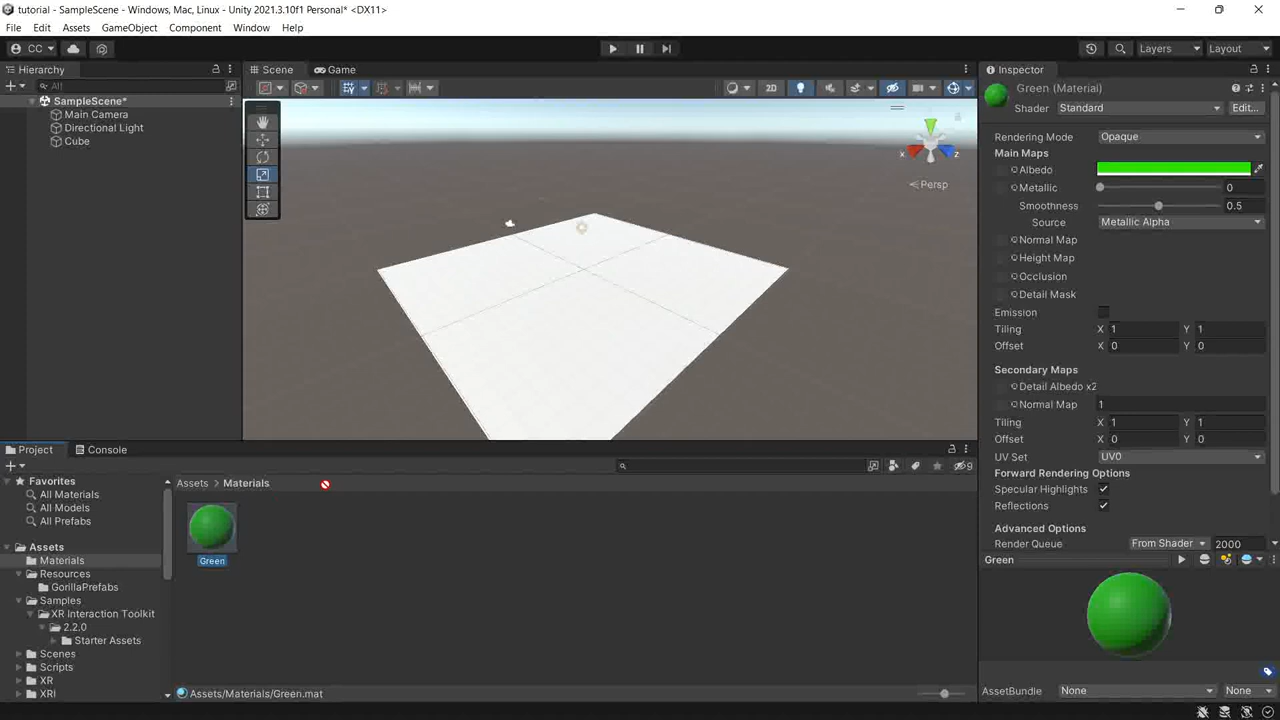 tutorial - SampleScene - Windows, Mac, Linux - Unity 2021.3.10f1 Personal* <DX11>
File Edit Assets GameObject Component Window Help
CC Layers Layout
Hierarchy
All
SampleScene*
Main Camera
Directional Light
Cube
Scene Game
2D
x z
Persp
Inspector
Green (Material)
Shader Standard Edit...
Rendering Mode Opaque
Main Maps
Albedo
Metallic 0
Smoothness 0.5
Source Metallic Alpha
Normal Map
Height Map
Occlusion
Detail Mask
Emission
Tiling X 1 Y 1
Offset X 0 Y 0
Secondary Maps
Detail Albedo x2
Normal Map 1
Tiling X 1 Y 1
Offset X 0 Y 0
UV Set UV0
Forward Rendering Options
Specular Highlights
Reflections
Advanced Options
Render Queue From Shader 2000
Green
AssetBundle None None
Project Console
9
Favorites
All Materials
All Models
All Prefabs
Assets
Materials
Resources
GorillaPrefabs
Samples
XR Interaction Toolkit
2.2.0
Starter Assets
Scenes
Scripts
XR
XRI
Assets > Materials
Green
Assets/Materials/Green.mat